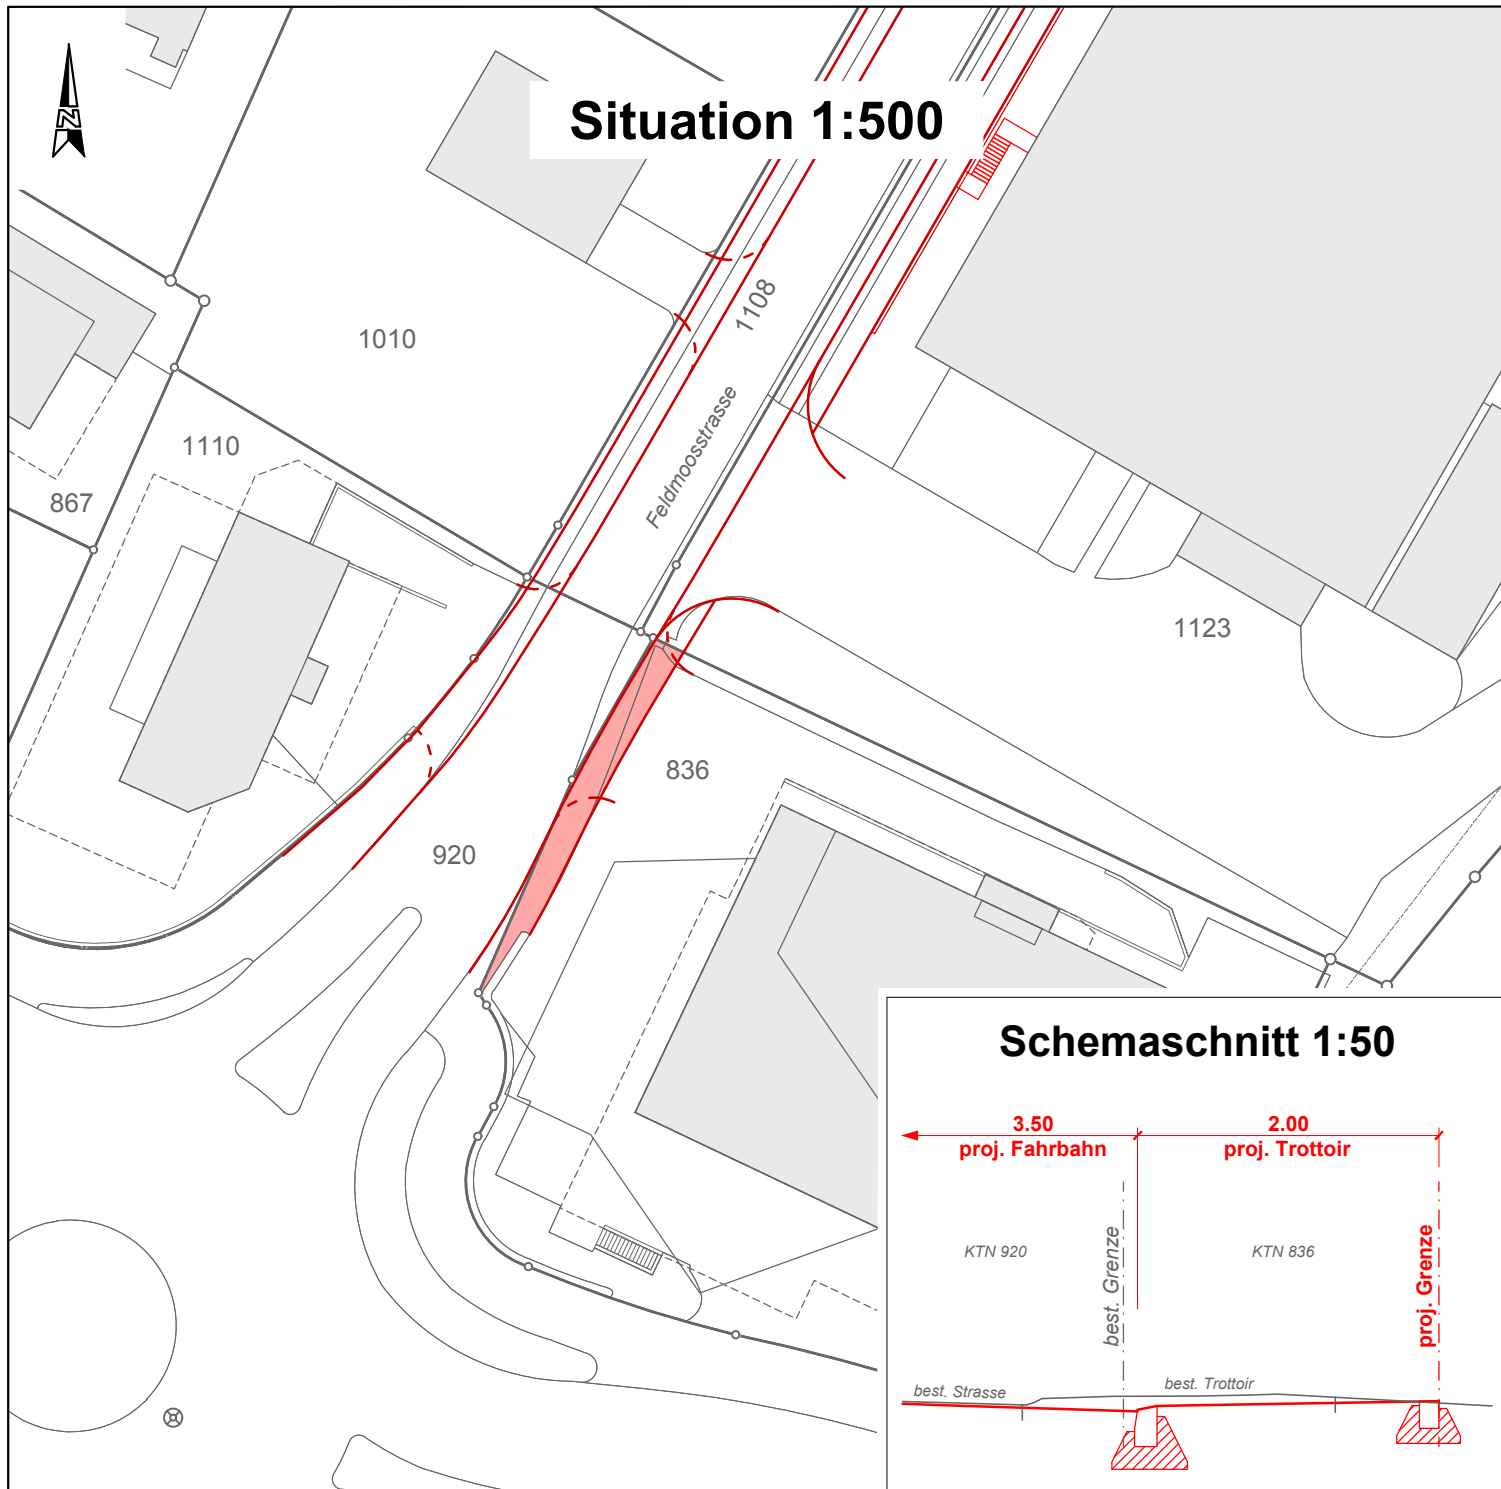 Situation 1:500
N
1108
1010
Feldmoosstrasse
1110
867
1123
836
920
Schemaschnitt 1:50
3.50
proj. Fahrbahn
2.00
proj. Trottoir
KTN 920
best. Grenze
KTN 836
proj. Grenze
best. Strasse
best. Trottoir